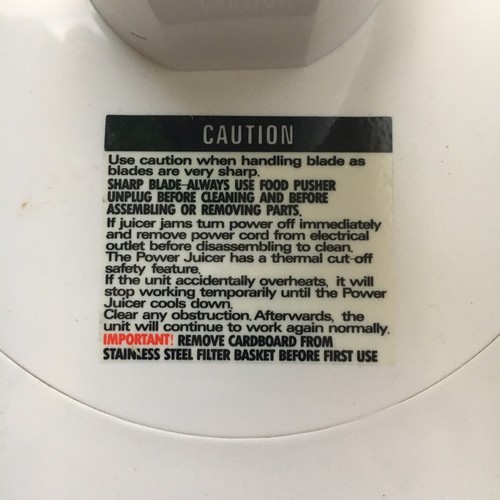 CAUTION
Use caution when handling blade as
blades are very sharp.
SHARP BLADE-ALWAYS USE FOOD PUSHER
UNPLUG BEFORE CLEANING AND BEFORE
ASSEMBLING OR REMOVING PARTS.
If juicer jams turn power off immediately
and remove power cord from electrical
outlet before disassembling to clean.
The Power Juicer has a thermal cut-off
safety feature.
If the unit accidentally overheats, it will
stop working temporarily until the Power
Juicer cools down.
Clear any obstruction. Afterwards, the
unit will continue to work again normally.
IMPORTANT! REMOVE CARDBOARD FROM
STAINLESS STEEL FILTER BASKET BEFORE FIRST USE